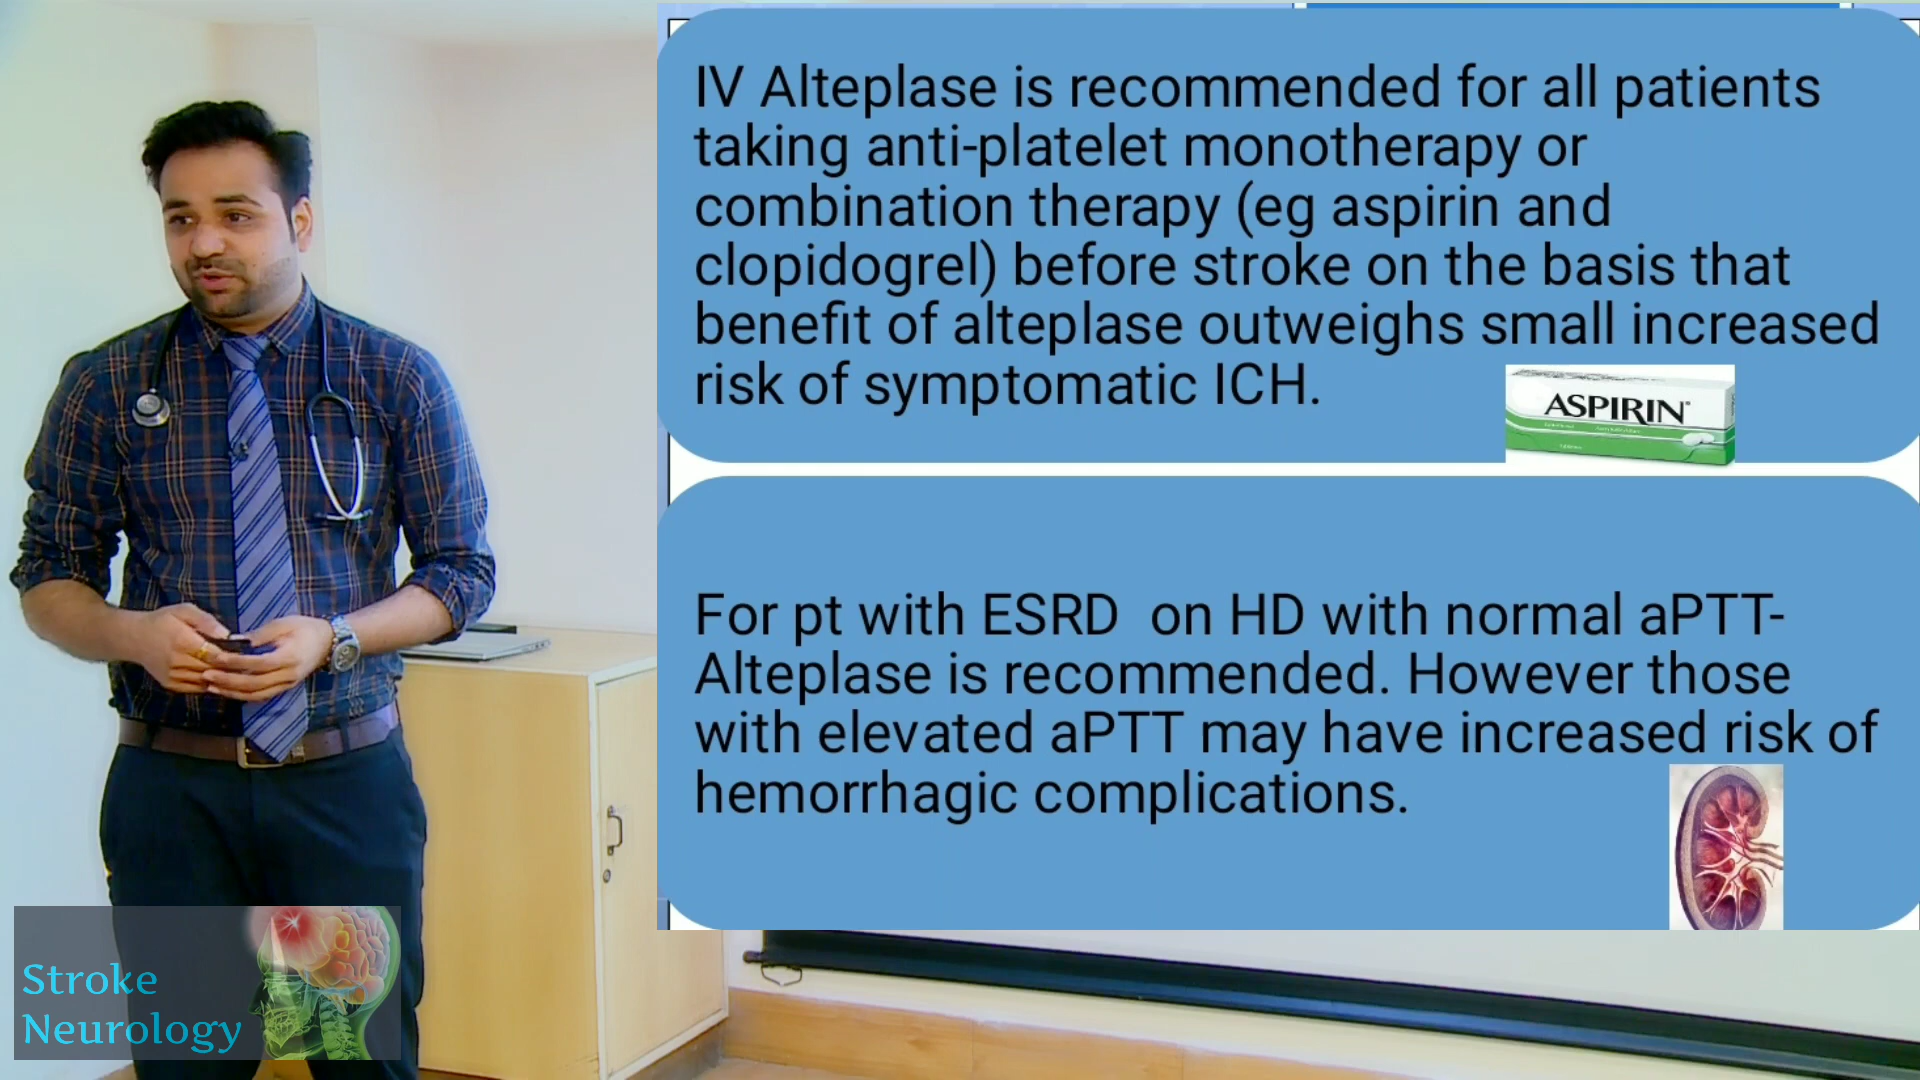 IV Alteplase is recommended for all patients
taking anti-platelet monotherapy or
combination therapy (eg aspirin and
clopidogrel) before stroke on the basis that
benefit of alteplase outweighs small increased
risk of symptomatic ICH.
ASPIRIN
For pt with ESRD on HD with normal aPTT-
Alteplase is recommended. However those
with elevated aPTT may have increased risk of
hemorrhagic complications.
Stroke
Neurology